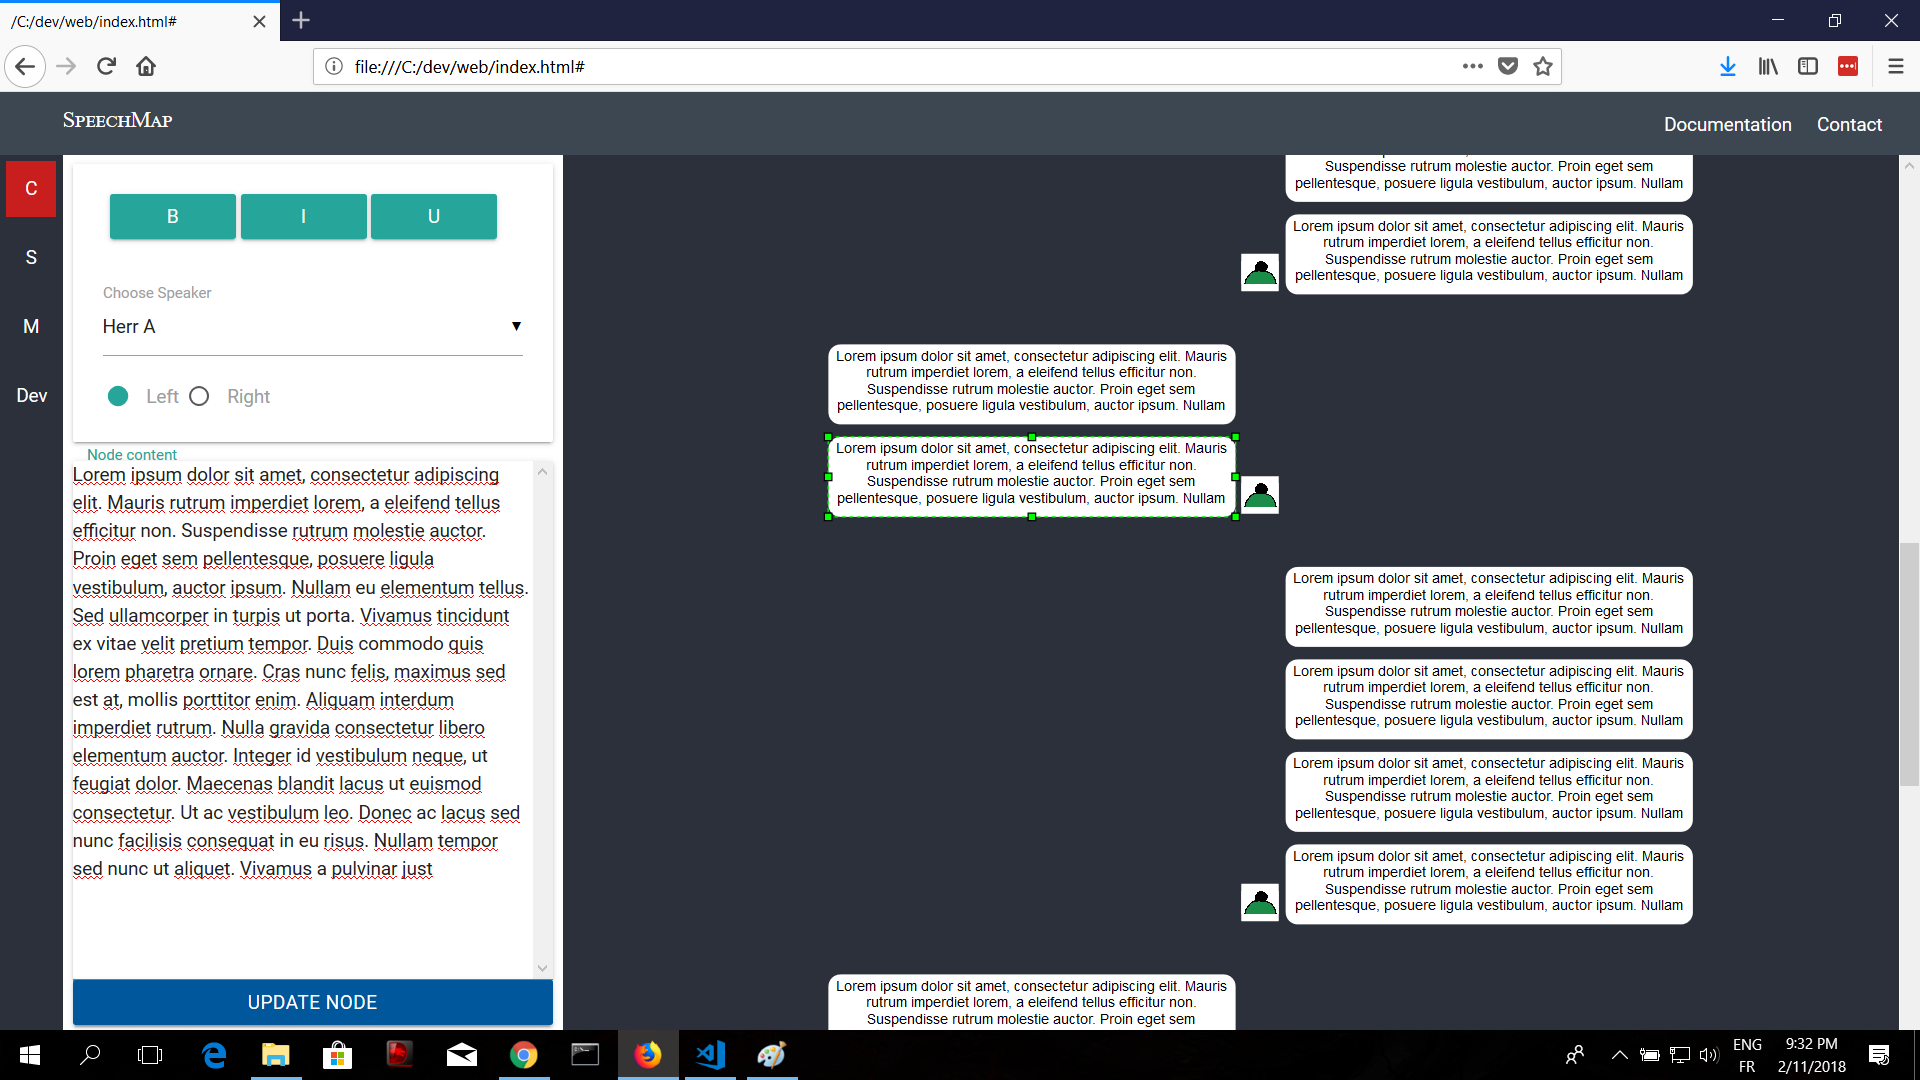 /C:/dev/web/index.html#
file:///C:/dev/web/index.html#
SPEECHMAP
Documentation
Contact
C
S
M
Dev
B
I
U
Choose Speaker
Herr A
Left
Right
Node content
Lorem ipsum dolor sit amet, consectetur adipiscing
elit. Mauris rutrum imperdiet lorem, a eleifend tellus
efficitur non. Suspendisse rutrum molestie auctor.
Proin eget sem pellentesque, posuere ligula
vestibulum, auctor ipsum. Nullam eu elementum tellus.
Sed ullamcorper in turpis ut porta. Vivamus tincidunt
ex vitae velit pretium tempor. Duis commodo quis
lorem pharetra ornare. Cras nunc felis, maximus sed
est at, mollis porttitor enim. Aliquam interdum
imperdiet rutrum. Nulla gravida consectetur libero
elementum auctor. Integer id vestibulum neque, ut
feugiat dolor. Maecenas blandit lacus ut euismod
consectetur. Ut ac vestibulum leo. Donec ac lacus sed
nunc facilisis consequat in eu risus. Nullam tempor
sed nunc ut aliquet. Vivamus a pulvinar just
UPDATE NODE
Suspendisse rutrum molestie auctor. Proin eget sem
pellentesque, posuere ligula vestibulum, auctor ipsum. Nullam
Lorem ipsum dolor sit amet, consectetur adipiscing elit. Mauris
rutrum imperdiet lorem, a eleifend tellus efficitur non.
Suspendisse rutrum molestie auctor. Proin eget sem
pellentesque, posuere ligula vestibulum, auctor ipsum. Nullam
Lorem ipsum dolor sit amet, consectetur adipiscing elit. Mauris
rutrum imperdiet lorem, a eleifend tellus efficitur non.
Suspendisse rutrum molestie auctor. Proin eget sem
pellentesque, posuere ligula vestibulum, auctor ipsum. Nullam
Lorem ipsum dolor sit amet, consectetur adipiscing elit. Mauris
rutrum imperdiet lorem, a eleifend tellus efficitur non.
Suspendisse rutrum molestie auctor. Proin eget sem
pellentesque, posuere ligula vestibulum, auctor ipsum. Nullam
Lorem ipsum dolor sit amet, consectetur adipiscing elit. Mauris
rutrum imperdiet lorem, a eleifend tellus efficitur non.
Suspendisse rutrum molestie auctor. Proin eget sem
pellentesque, posuere ligula vestibulum, auctor ipsum. Nullam
Lorem ipsum dolor sit amet, consectetur adipiscing elit. Mauris
rutrum imperdiet lorem, a eleifend tellus efficitur non.
Suspendisse rutrum molestie auctor. Proin eget sem
pellentesque, posuere ligula vestibulum, auctor ipsum. Nullam
Lorem ipsum dolor sit amet, consectetur adipiscing elit. Mauris
rutrum imperdiet lorem, a eleifend tellus efficitur non.
Suspendisse rutrum molestie auctor. Proin eget sem
pellentesque, posuere ligula vestibulum, auctor ipsum. Nullam
Lorem ipsum dolor sit amet, consectetur adipiscing elit. Mauris
rutrum imperdiet lorem, a eleifend tellus efficitur non.
Suspendisse rutrum molestie auctor. Proin eget sem
pellentesque, posuere ligula vestibulum, auctor ipsum. Nullam
Lorem ipsum dolor sit amet, consectetur adipiscing elit. Mauris
rutrum imperdiet lorem, a eleifend tellus efficitur non.
Suspendisse rutrum molestie auctor. Proin eget sem
ENG
FR
9:32 PM
2/11/2018